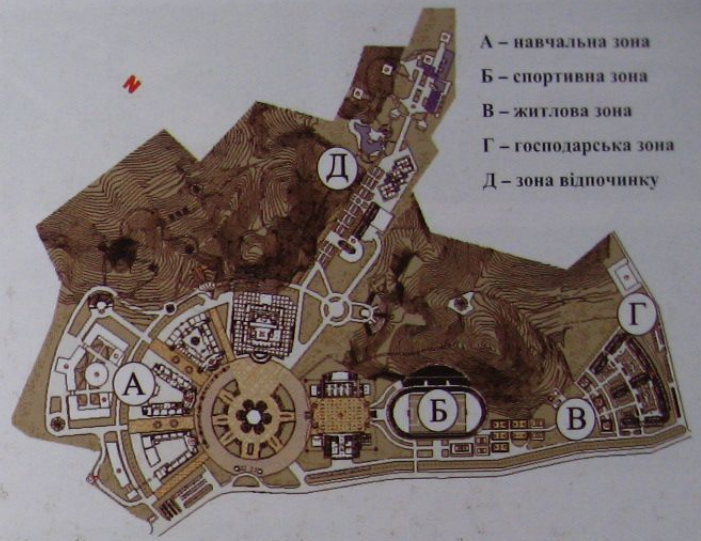 N
А – навчальна зона
Б – спортивна зона
В – житлова зона
Г – господарська зона
Д – зона відпочинку
Д
Г
А
Б
В